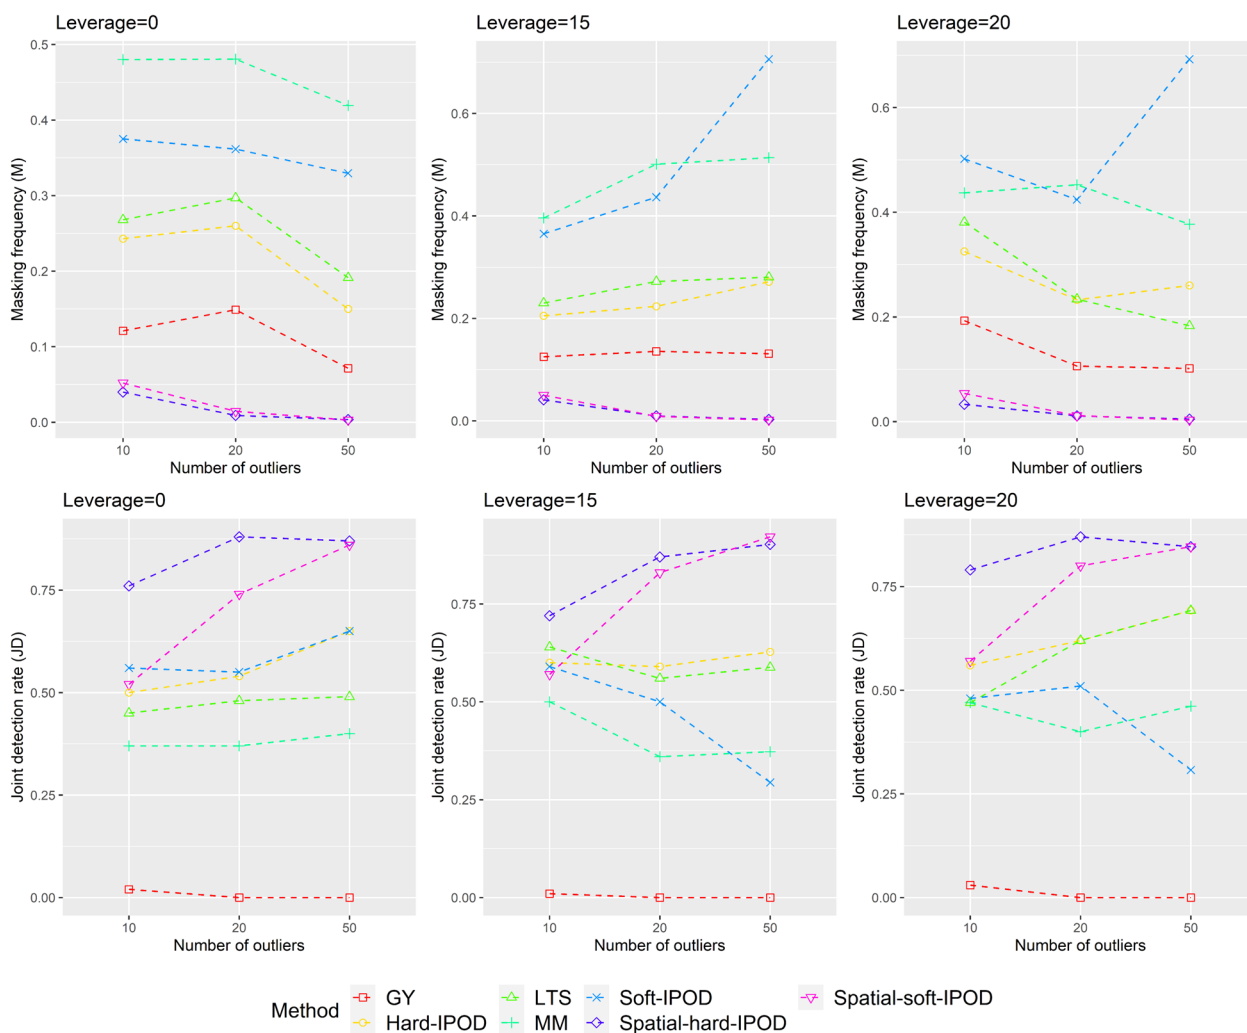 Leverage=0
Leverage=15
Leverage=20
Masking frequency (M)
0.5
0.4
0.3
0.2
0.1
0.0
10 20 50
Number of outliers
Masking frequency (M)
0.6
0.4
0.2
0.0
10 20 50
Number of outliers
Masking frequency (M)
0.6
0.4
0.2
0.0
10 20 50
Number of outliers
Leverage=0
Leverage=15
Leverage=20
Joint detection rate (JD)
0.75
0.50
0.25
0.00
10 20 50
Number of outliers
Joint detection rate (JD)
0.75
0.50
0.25
0.00
10 20 50
Number of outliers
Joint detection rate (JD)
0.75
0.50
0.25
0.00
10 20 50
Number of outliers
Method
GY LTS Soft-IPOD Spatial-soft-IPOD
Hard-IPOD MM Spatial-hard-IPOD